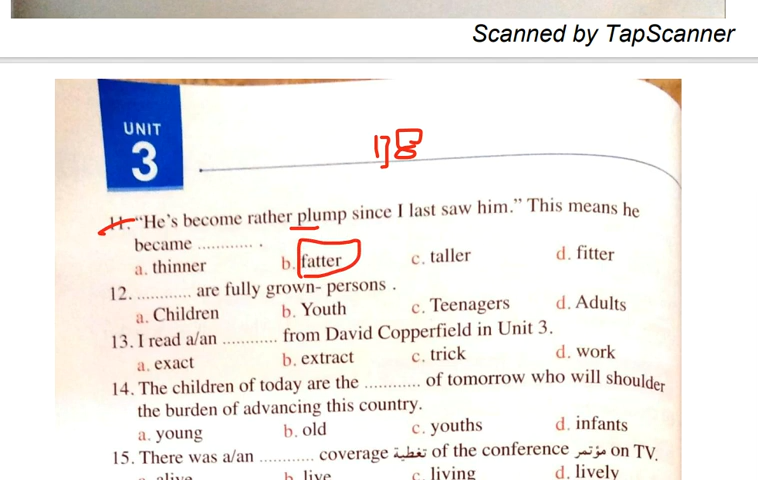 Scanned by TapScanner
UNIT
3
11. "He's become rather plump since I last saw him." This means he
became ............ .
a. thinner b. fatter c. taller d. fitter
12. ............ are fully grown- persons .
a. Children b. Youth c. Teenagers d. Adults
13. I read a/an ............ from David Copperfield in Unit 3.
a. exact b. extract c. trick d. work
14. The children of today are the ............ of tomorrow who will shoulder
the burden of advancing this country.
a. young b. old c. youths d. infants
15. There was a/an ............ coverage تغطية of the conference مؤتمر on TV.
a. alive b. live c. living d. lively